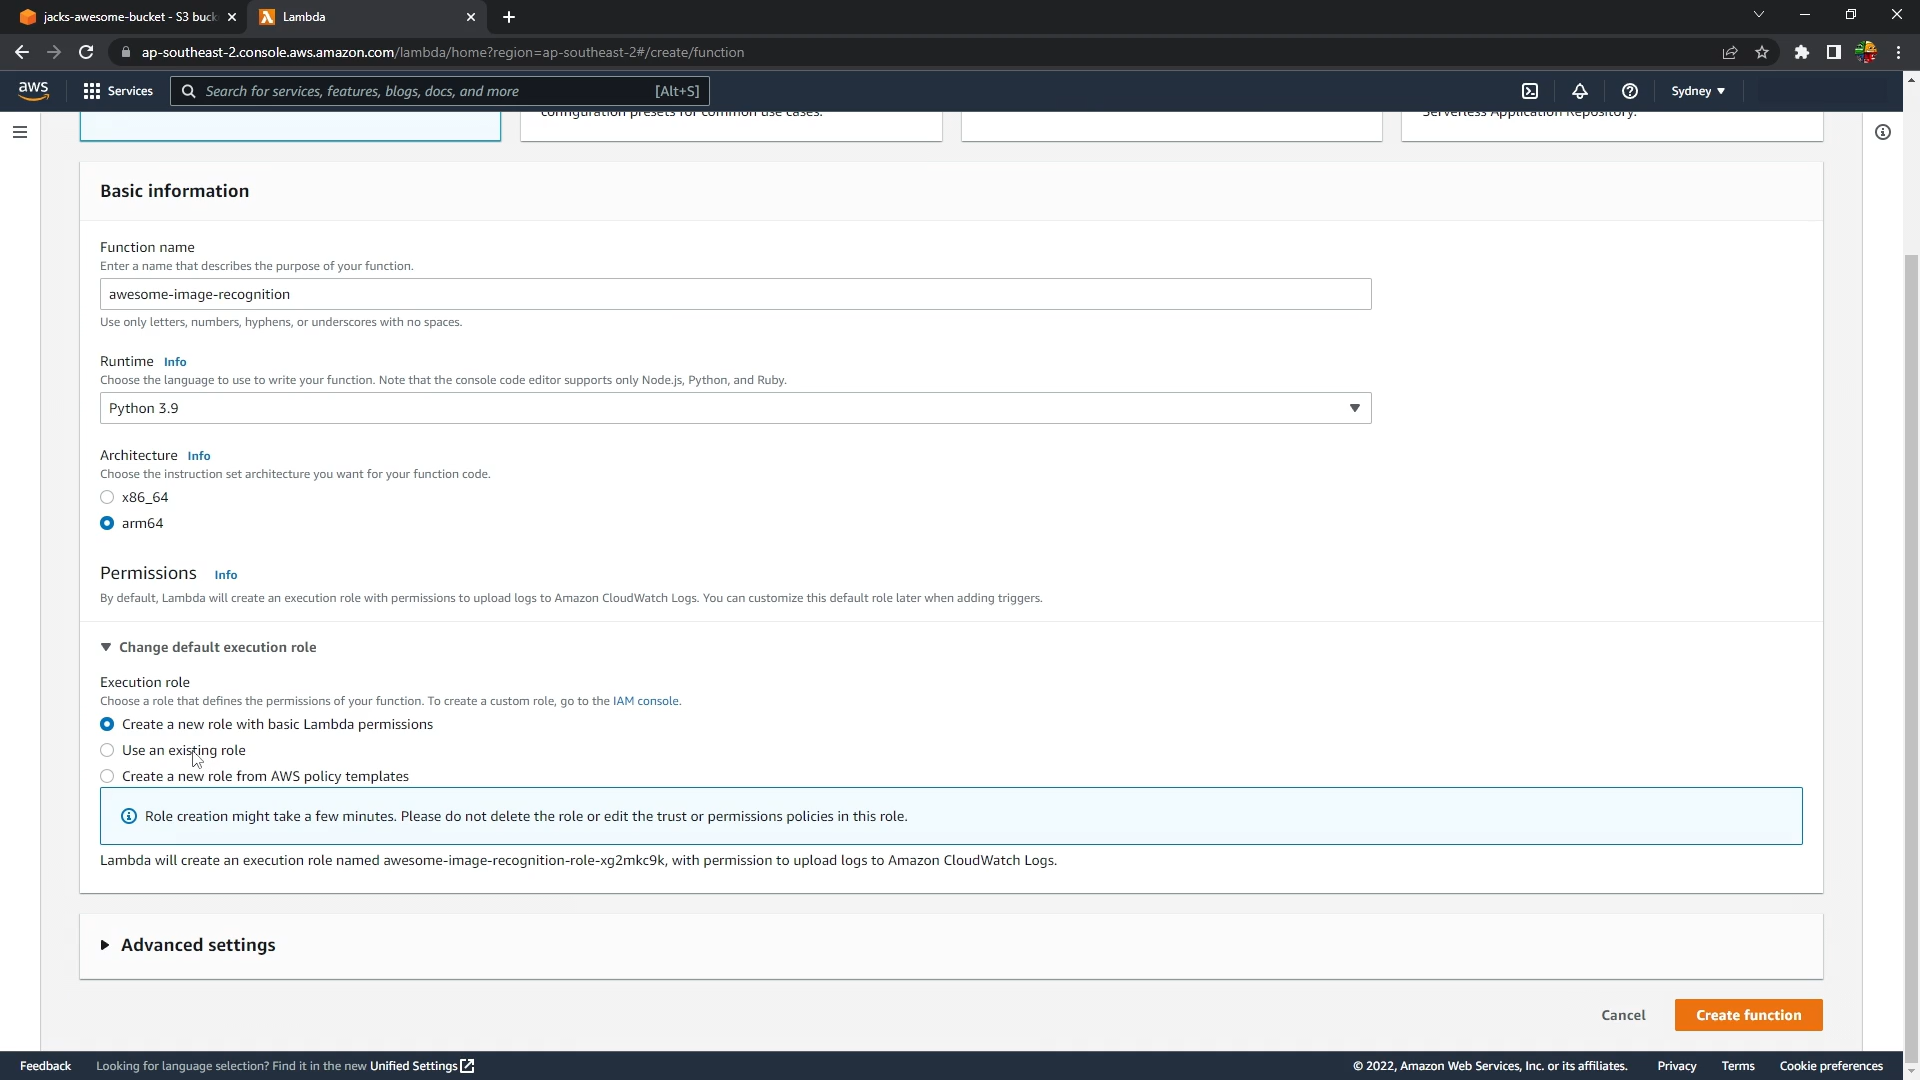 jacks-awesome-bucket - S3 buck
Lambda
ap-southeast-2.console.aws.amazon.com/lambda/home?region=ap-southeast-2#/create/function
aws
Services
Search for services, features, blogs, docs, and more
[Alt+S]
Sydney
configuration presets for common use cases.
Serverless Application Repository.
Basic information
Function name
Enter a name that describes the purpose of your function.
awesome-image-recognition
Use only letters, numbers, hyphens, or underscores with no spaces.
Runtime Info
Choose the language to use to write your function. Note that the console code editor supports only Node.js, Python, and Ruby.
Python 3.9
Architecture Info
Choose the instruction set architecture you want for your function code.
x86_64
arm64
Permissions Info
By default, Lambda will create an execution role with permissions to upload logs to Amazon CloudWatch Logs. You can customize this default role later when adding triggers.
Change default execution role
Execution role
Choose a role that defines the permissions of your function. To create a custom role, go to the IAM console.
Create a new role with basic Lambda permissions
Use an existing role
Create a new role from AWS policy templates
Role creation might take a few minutes. Please do not delete the role or edit the trust or permissions policies in this role.
Lambda will create an execution role named awesome-image-recognition-role-xg2mkc9k, with permission to upload logs to Amazon CloudWatch Logs.
Advanced settings
Cancel
Create function
Feedback
Looking for language selection? Find it in the new Unified Settings
© 2022, Amazon Web Services, Inc. or its affiliates.
Privacy
Terms
Cookie preferences